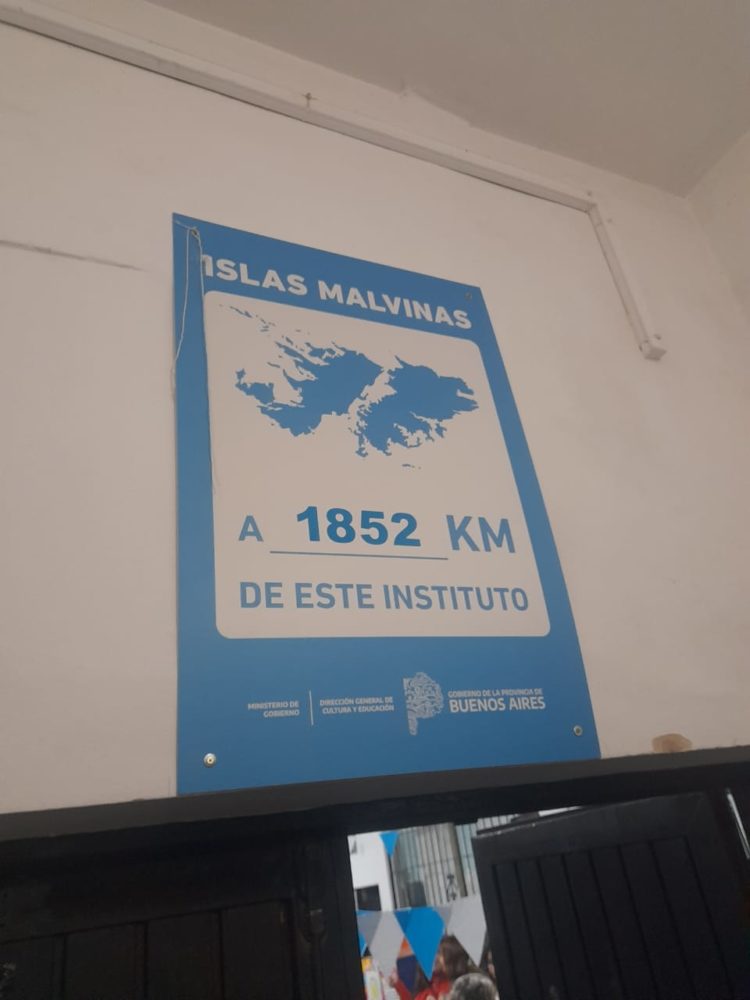 ISLAS MALVINAS
A 1852 KM
DE ESTE INSTITUTO
MINISTERIO DE
GOBIERNO
DIRECCIÓN GENERAL DE
CULTURA Y EDUCACIÓN
GOBIERNO DE LA PROVINCIA DE
BUENOS AIRES